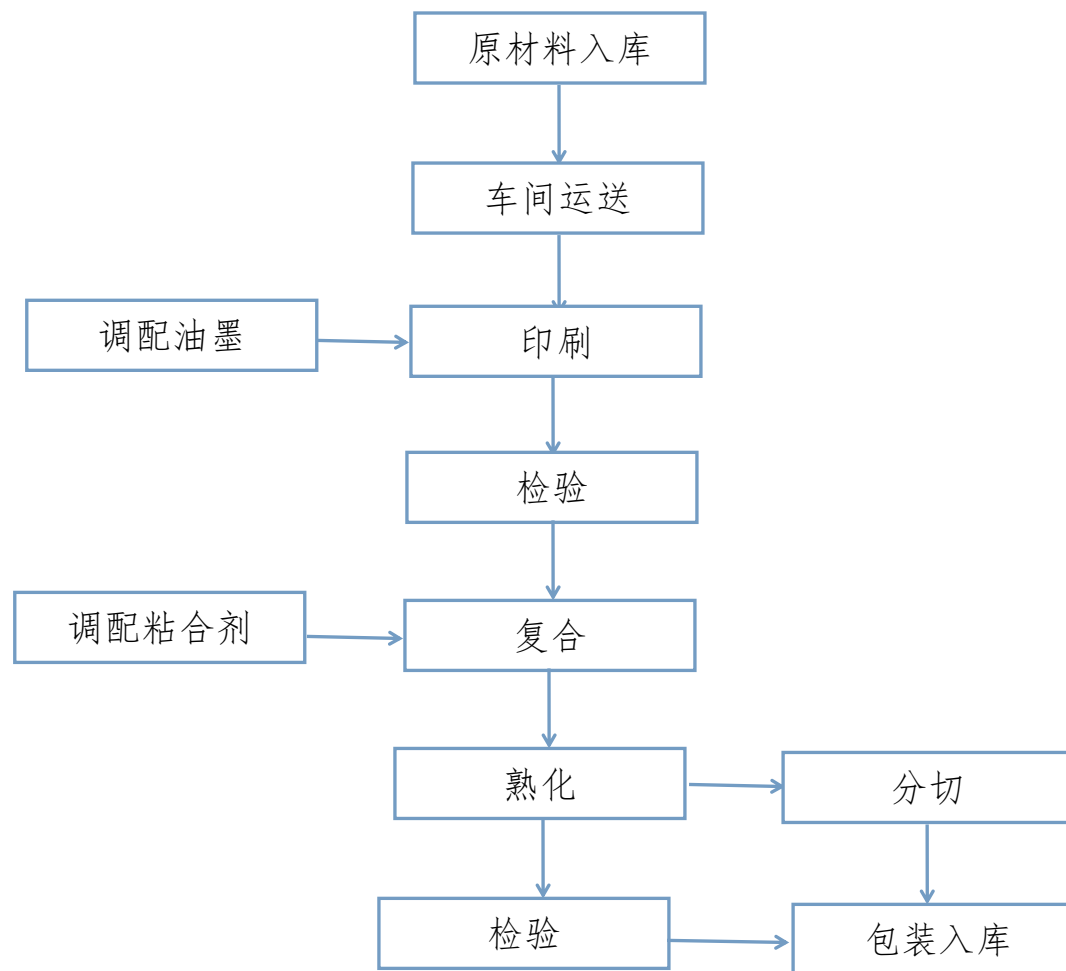 原材料入库
车间运送
调配油墨
印刷
检验
调配粘合剂
复合
熟化
分切
检验
包装入库